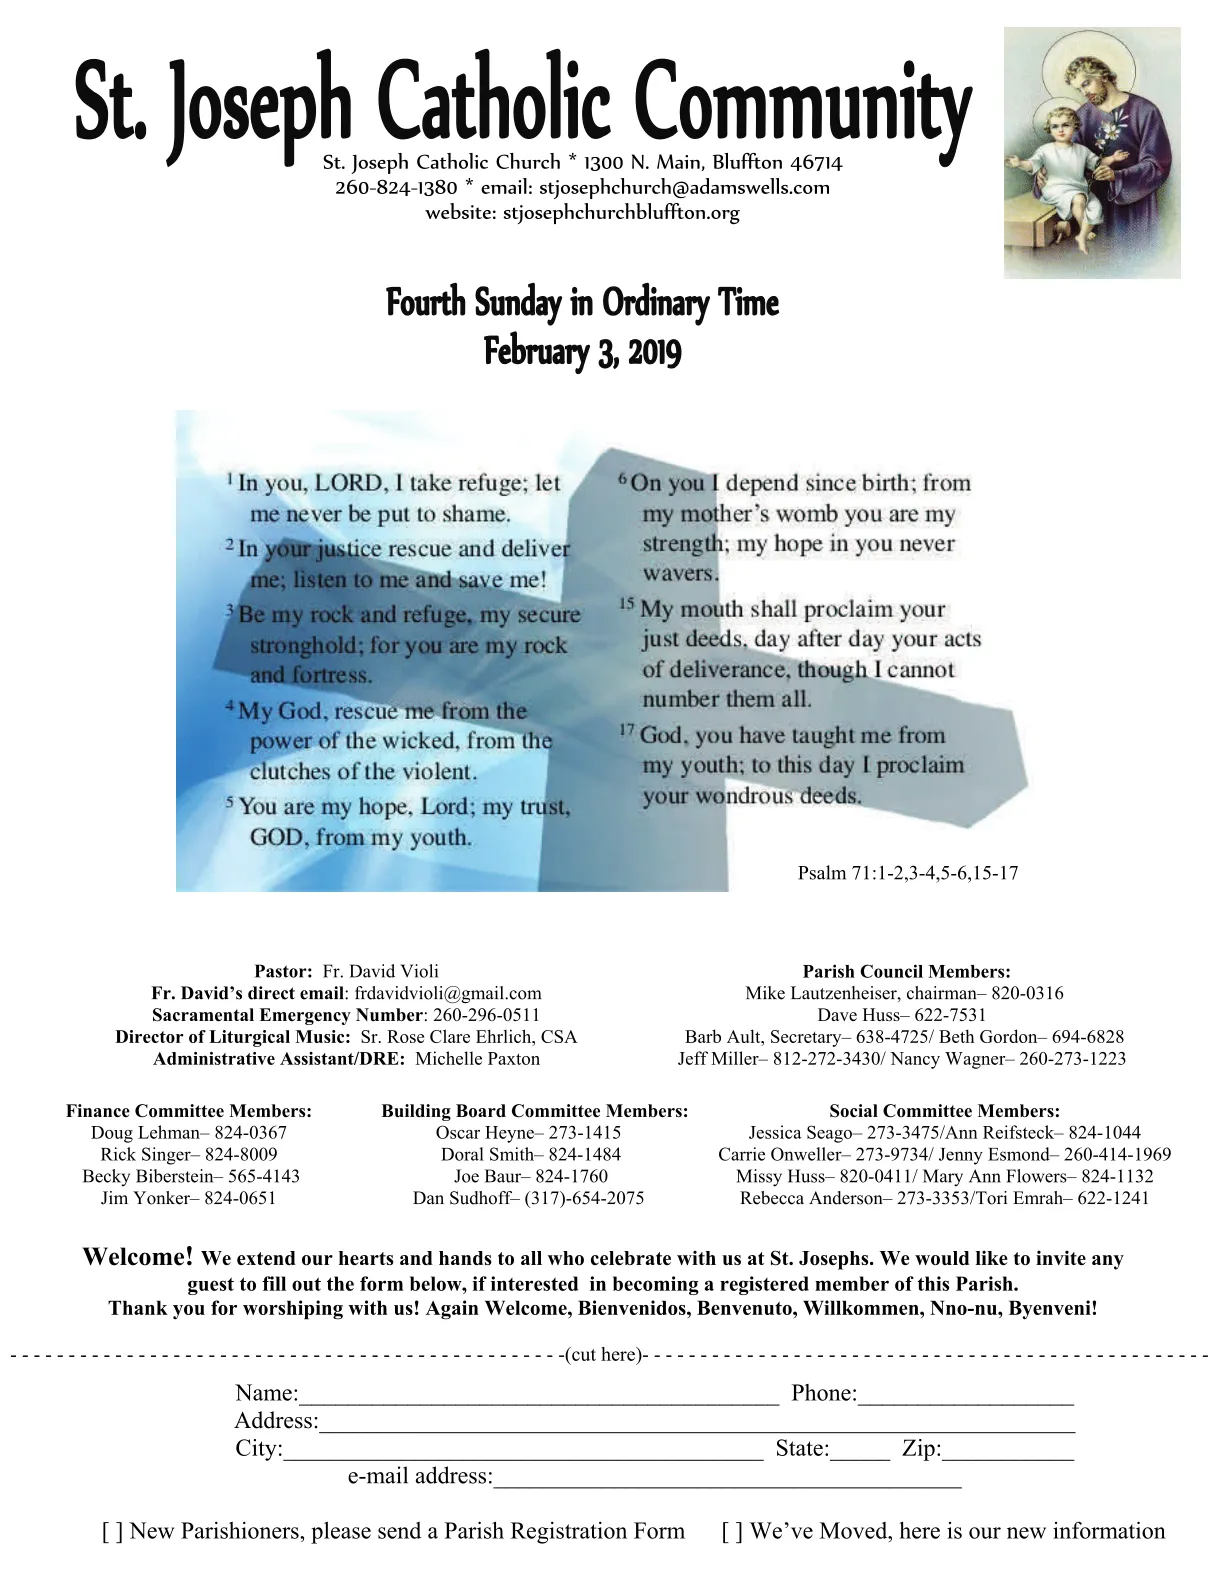 St. Joseph Catholic Community
St. Joseph Catholic Church * 1300 N. Main, Bluffton 46714
260-824-1380 * email: stjosephchurch@adamswells.com
website: stjosephchurchbluffton.org
Fourth Sunday in Ordinary Time
February 3, 2019
1 In you, LORD, I take refuge; let
me never be put to shame.
2 In your justice rescue and deliver
me; listen to me and save me!
3 Be my rock and refuge, my secure
stronghold; for you are my rock
and fortress.
4 My God, rescue me from the
power of the wicked, from the
clutches of the violent.
5 You are my hope, Lord; my trust,
GOD, from my youth.
6 On you I depend since birth; from
my mother's womb you are my
strength; my hope in you never
wavers.
15 My mouth shall proclaim your
just deeds, day after day your acts
of deliverance, though I cannot
number them all.
17 God, you have taught me from
my youth; to this day I proclaim
your wondrous deeds.
Psalm 71:1-2,3-4,5-6,15-17
Pastor: Fr. David Violi
Fr. David's direct email: frdavidvioli@gmail.com
Sacramental Emergency Number: 260-296-0511
Director of Liturgical Music: Sr. Rose Clare Ehrlich, CSA
Administrative Assistant/DRE: Michelle Paxton
Parish Council Members:
Mike Lautzenheiser, chairman– 820-0316
Dave Huss– 622-7531
Barb Ault, Secretary– 638-4725/ Beth Gordon– 694-6828
Jeff Miller– 812-272-3430/ Nancy Wagner– 260-273-1223
Finance Committee Members:
Doug Lehman– 824-0367
Rick Singer– 824-8009
Becky Biberstein– 565-4143
Jim Yonker– 824-0651
Building Board Committee Members:
Oscar Heyne– 273-1415
Doral Smith– 824-1484
Joe Baur– 824-1760
Dan Sudhoff– (317)-654-2075
Social Committee Members:
Jessica Seago– 273-3475/Ann Reifsteck– 824-1044
Carrie Onweller– 273-9734/ Jenny Esmond– 260-414-1969
Missy Huss– 820-0411/ Mary Ann Flowers– 824-1132
Rebecca Anderson– 273-3353/Tori Emrah– 622-1241
Welcome! We extend our hearts and hands to all who celebrate with us at St. Josephs. We would like to invite any
guest to fill out the form below, if interested in becoming a registered member of this Parish.
Thank you for worshiping with us! Again Welcome, Bienvenidos, Benvenuto, Willkommen, Nno-nu, Byenveni!
- - - - - - - - - - - - - - - - - - - - - - - - - - - - - - - - - - - - - - - - - - - - - - - -(cut here)- - - - - - - - - - - - - - - - - - - - - - - - - - - - - - - - - - - - - - - - - - - - - - - -
Name:________________________________________ Phone:__________________
Address:_______________________________________________________________
City:________________________________________ State:_____ Zip:___________
e-mail address:_______________________________________
[ ] New Parishioners, please send a Parish Registration Form [ ] We've Moved, here is our new information